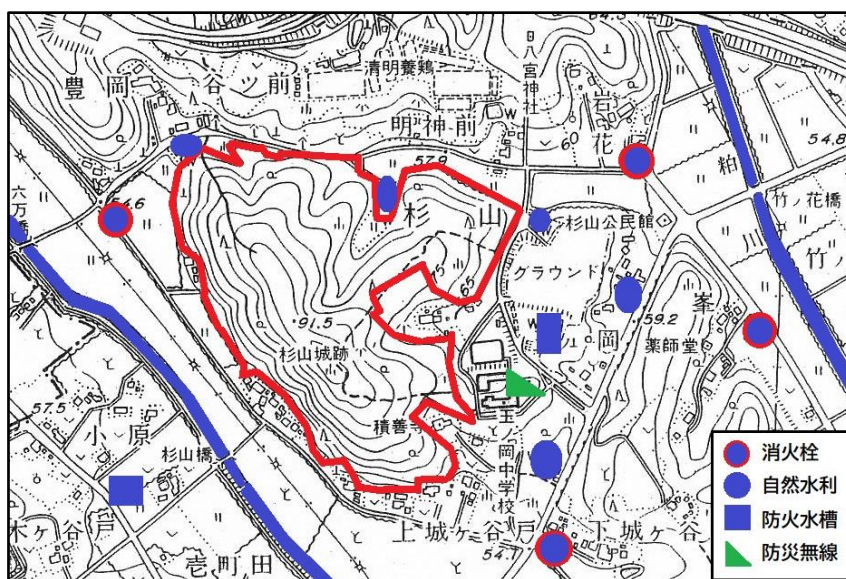 清明養鶏
日八宮神社
豊岡
谷ツ前
明神前
岩花
W
60
57.9
54.8
粕川
竹ノ花橋
竹ノ
六万橋
54.6
杉山
杉山公民館
グラウンド
65
65
91.5
杉山城跡
岡
峯
59.2
薬師堂
W
57.5
小原
杉山橋
積善
玉ノ岡中学校
上城ヶ谷戸
下城ヶ谷
54.7
木ヶ谷戸
壱町田
消火栓
自然水利
防火水槽
防災無線